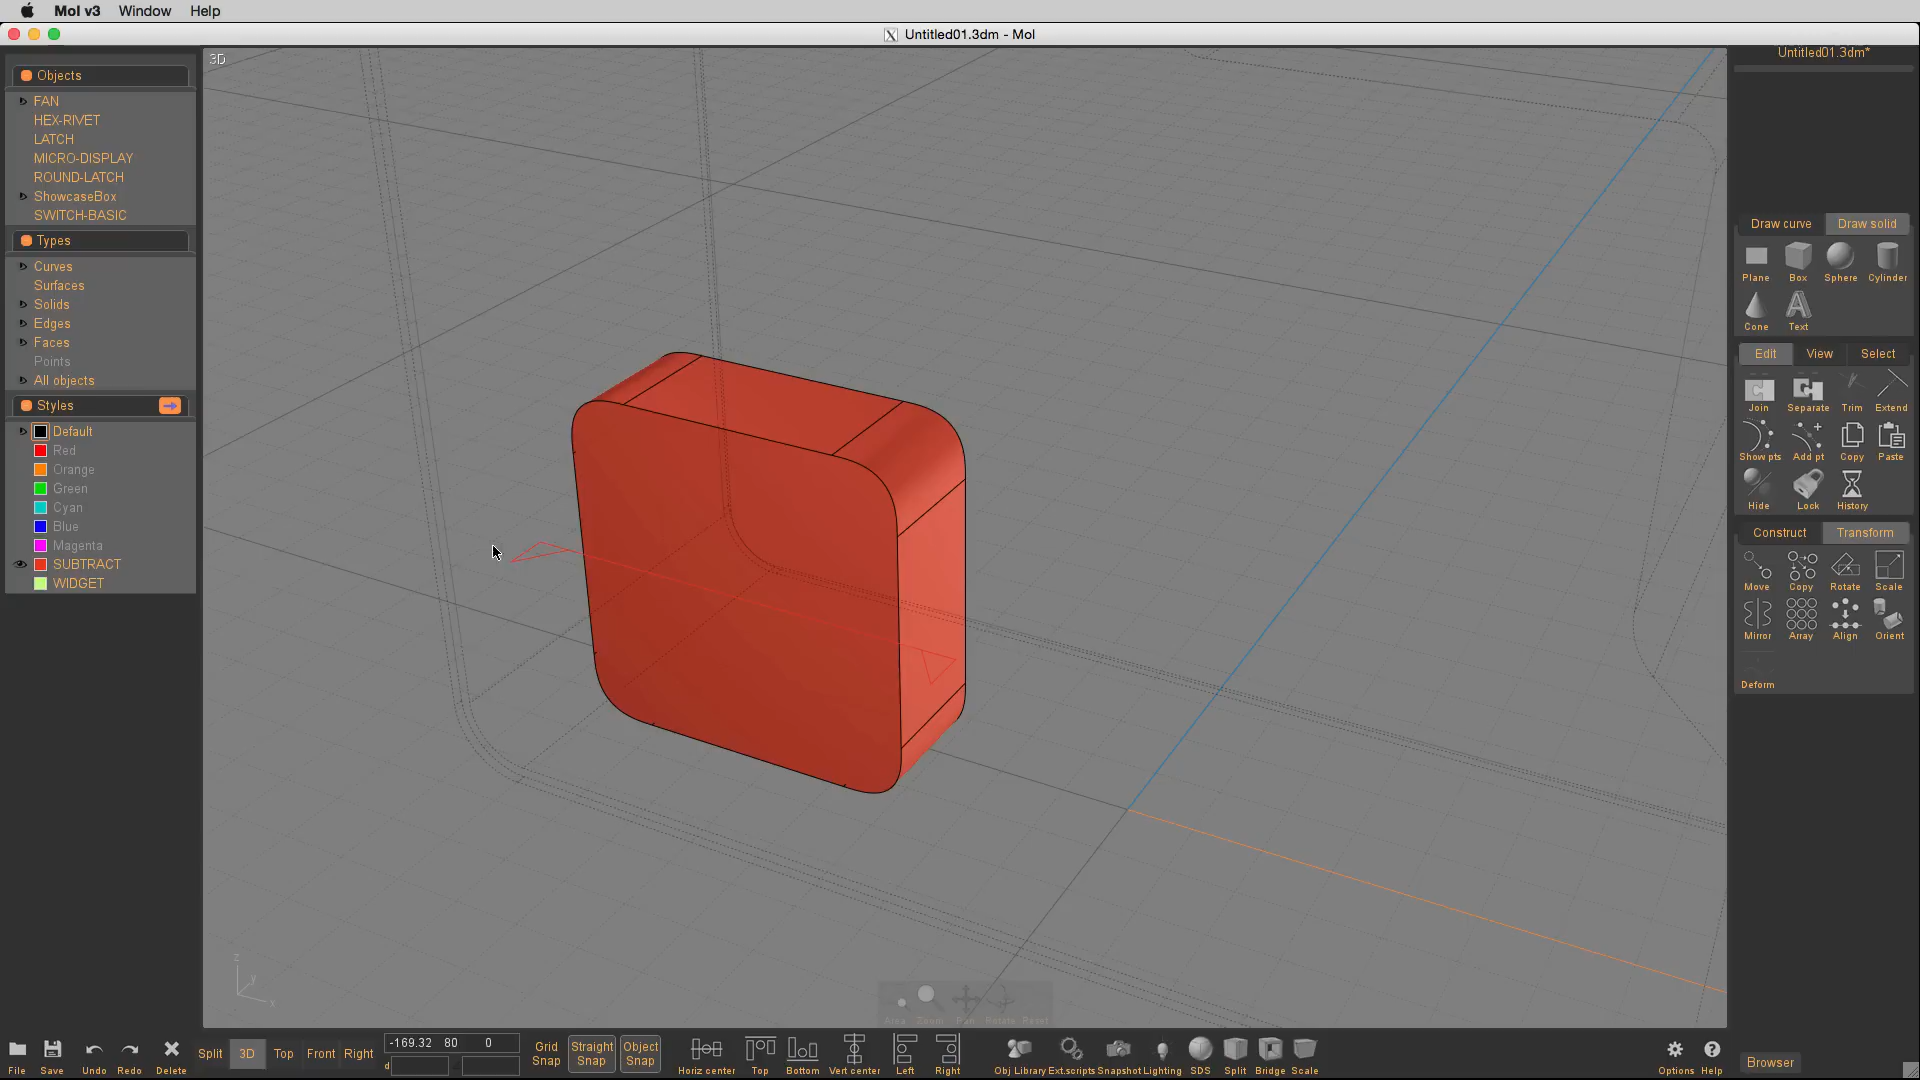 MoI v3 Window Help
Untitled01.3dm - MoI
Untitled01.3dm*
3D
Objects
FAN
HEX-RIVET
LATCH
MICRO-DISPLAY
ROUND-LATCH
ShowcaseBox
SWITCH-BASIC
Types
Curves
Surfaces
Solids
Edges
Faces
Points
All objects
Styles
Default
Red
Orange
Green
Cyan
Blue
Magenta
SUBTRACT
WIDGET
Draw curve Draw solid
Plane Box Sphere Cylinder
Cone Text
Edit View Select
Join Separate Trim Extend
Show pts Add pt Copy Paste
Hide Lock History
Construct Transform
Move Copy Rotate Scale
Mirror Array Align Orient
Deform
z
y
x
Area Zoom Pan Rotate Reset
File Save Undo Redo Delete
Split 3D Top Front Right
-169.32 80 0
d
Grid Snap
Straight Snap
Object Snap
Horiz center Top Bottom Vert center Left Right
Obj Library Ext.scripts Snapshot Lighting SDS Split Bridge Scale
Options Help
Browser